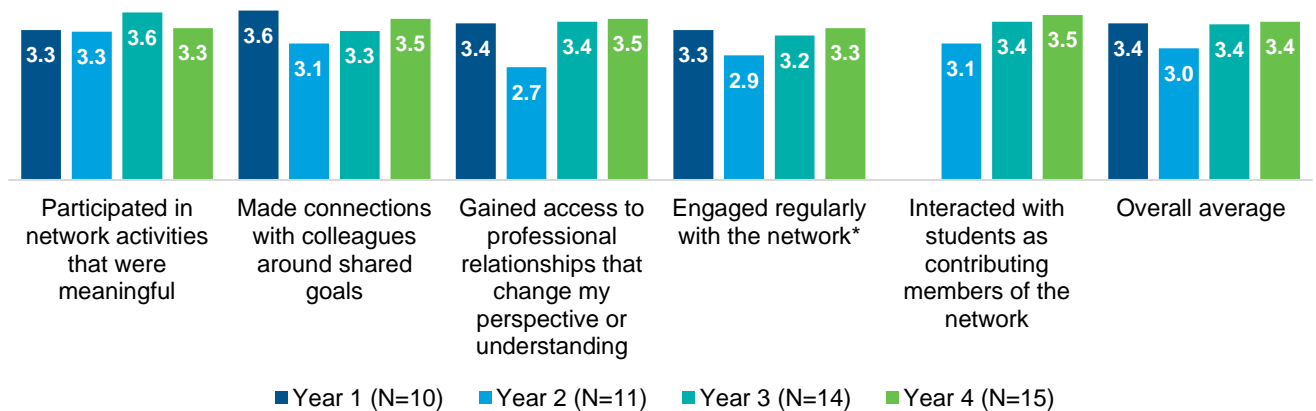 3.3 3.3 3.6 3.3
3.6 3.1 3.3 3.5
3.4 2.7 3.4 3.5
3.3 2.9 3.2 3.3
3.1 3.4 3.5
3.4 3.0 3.4 3.4
Participated in
network activities
that were
meaningful
Made connections
with colleagues
around shared
goals
Gained access to
professional
relationships that
change my
perspective or
understanding
Engaged regularly
with the network*
Interacted with
students as
contributing
members of the
network
Overall average
Year 1 (N=10) Year 2 (N=11) Year 3 (N=14) Year 4 (N=15)